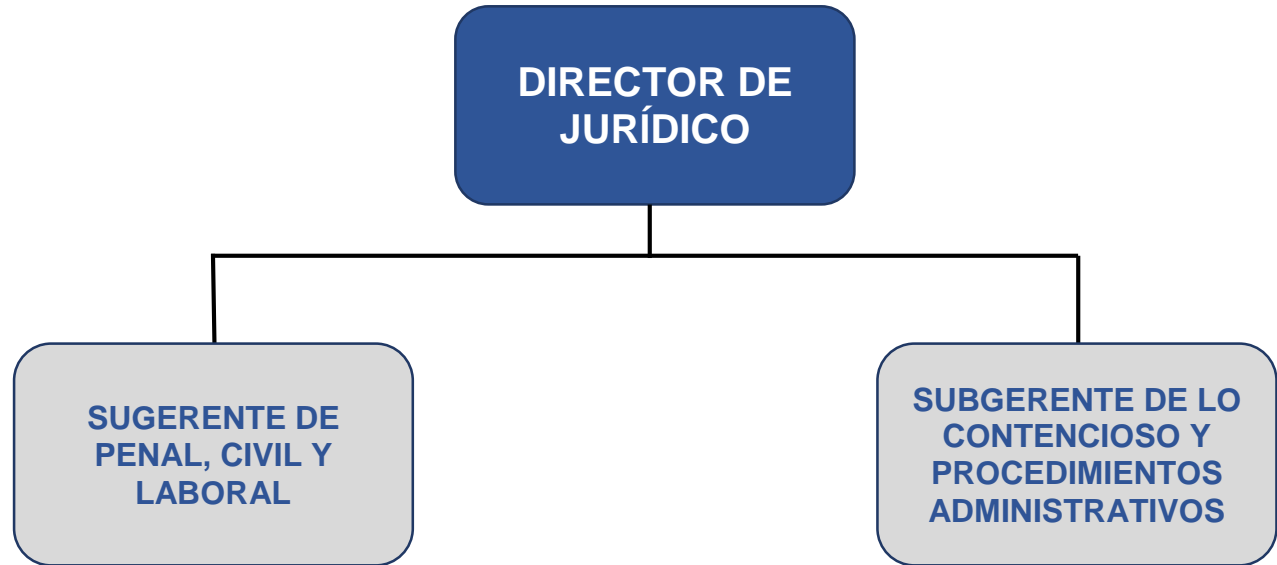 DIRECTOR DE
JURÍDICO
SUGERENTE DE
PENAL, CIVIL Y
LABORAL
SUBGERENTE DE LO
CONTENCIOSO Y
PROCEDIMIENTOS
ADMINISTRATIVOS